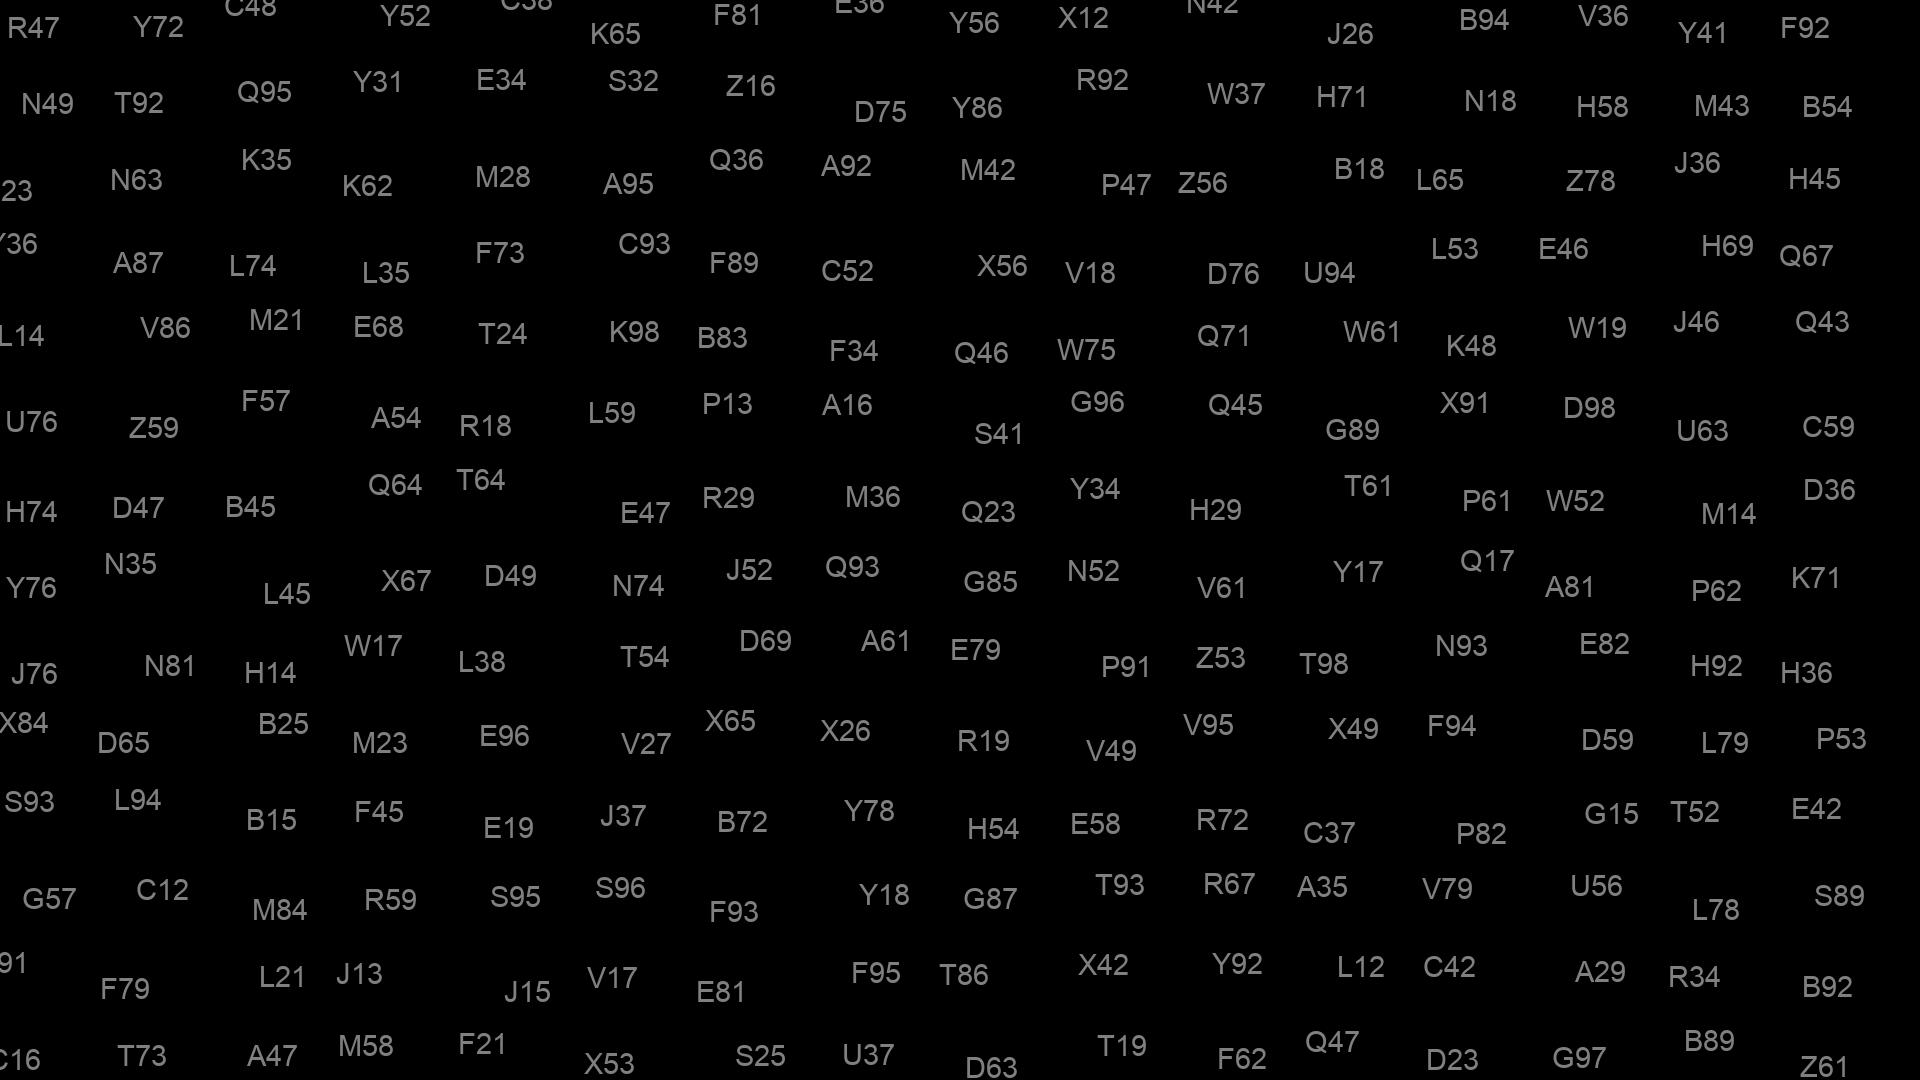 R47 Y72 C48 Y52 C38 K65 F81 E36 Y56 X12 N42 J26 B94 V36 Y41 F92
N49 T92 Q95 Y31 E34 S32 Z16 D75 Y86 R92 W37 H71 N18 H58 M43 B54
23 N63 K35 K62 M28 A95 Q36 A92 M42 P47 Z56 B18 L65 Z78 J36 H45
Y36 A87 L74 L35 F73 C93 F89 C52 X56 V18 D76 U94 L53 E46 H69 Q67
L14 V86 M21 E68 T24 K98 B83 F34 Q46 W75 Q71 W61 K48 W19 J46 Q43
U76 Z59 F57 A54 R18 L59 P13 A16 S41 G96 Q45 G89 X91 D98 U63 C59
H74 D47 B45 Q64 T64 E47 R29 M36 Q23 Y34 H29 T61 P61 W52 M14 D36
Y76 N35 L45 X67 D49 N74 J52 Q93 G85 N52 V61 Y17 Q17 A81 P62 K71
J76 N81 H14 W17 L38 T54 D69 A61 E79 P91 Z53 T98 N93 E82 H92 H36
X84 D65 B25 M23 E96 V27 X65 X26 R19 V49 V95 X49 F94 D59 L79 P53
S93 L94 B15 F45 E19 J37 B72 Y78 H54 E58 R72 C37 P82 G15 T52 E42
G57 C12 M84 R59 S95 S96 F93 Y18 G87 T93 R67 A35 V79 U56 L78 S89
91 F79 L21 J13 J15 V17 E81 F95 T86 X42 Y92 L12 C42 A29 R34 B92
C16 T73 A47 M58 F21 X53 S25 U37 D63 T19 F62 Q47 D23 G97 B89 Z61